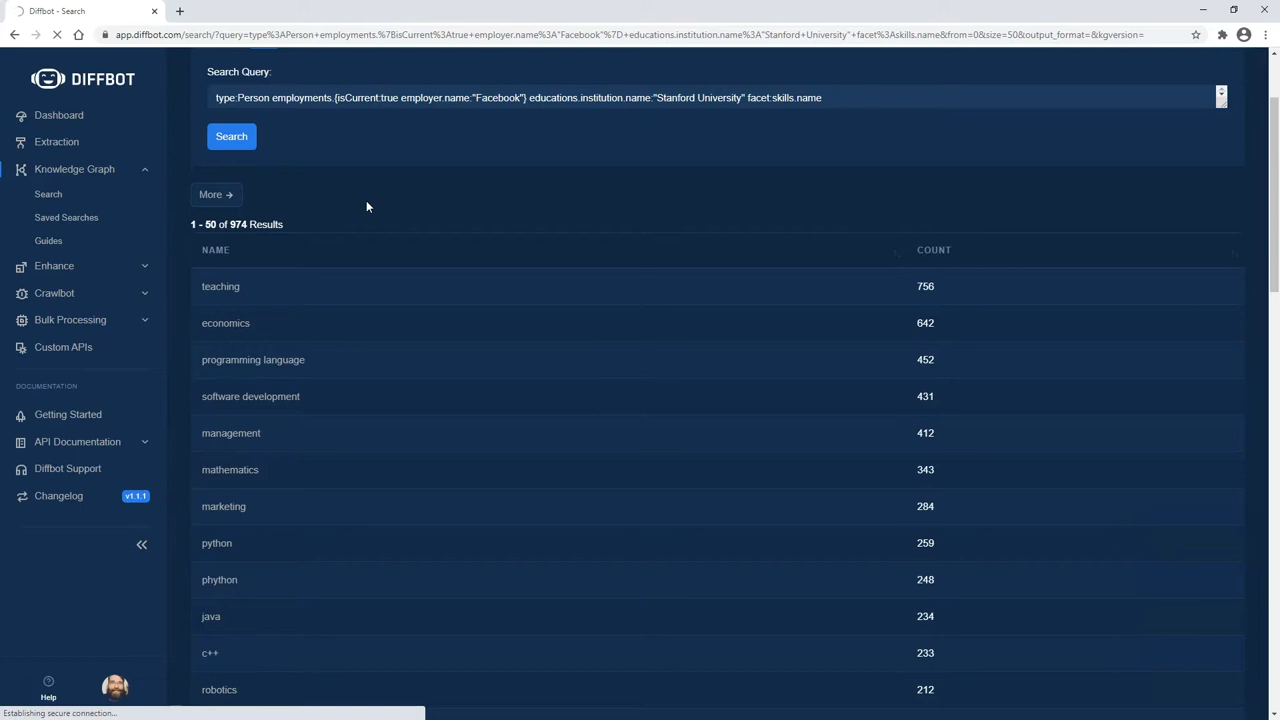 Diffbot - Search
app.diffbot.com/search/?query=type%3APerson+employments.%7BisCurrent%3Atrue+employer.name%3A"Facebook"%7D+educations.institution.name%3A"Stanford+University"+facet%3Askills.name&from=0&size=50&output_format=&kgversion=
DIFFBOT
Dashboard
Extraction
Knowledge Graph
Search
Saved Searches
Guides
Enhance
Crawlbot
Bulk Processing
Custom APIs
DOCUMENTATION
Getting Started
API Documentation
Diffbot Support
Changelog v1.1.1
Help
Search Query:
type:Person employments.{isCurrent:true employer.name:"Facebook"} educations.institution.name:"Stanford University" facet:skills.name
Search
More →
1 - 50 of 974 Results
NAME COUNT
teaching 756
economics 642
programming language 452
software development 431
management 412
mathematics 343
marketing 284
python 259
phython 248
java 234
c++ 233
robotics 212
Establishing secure connection...